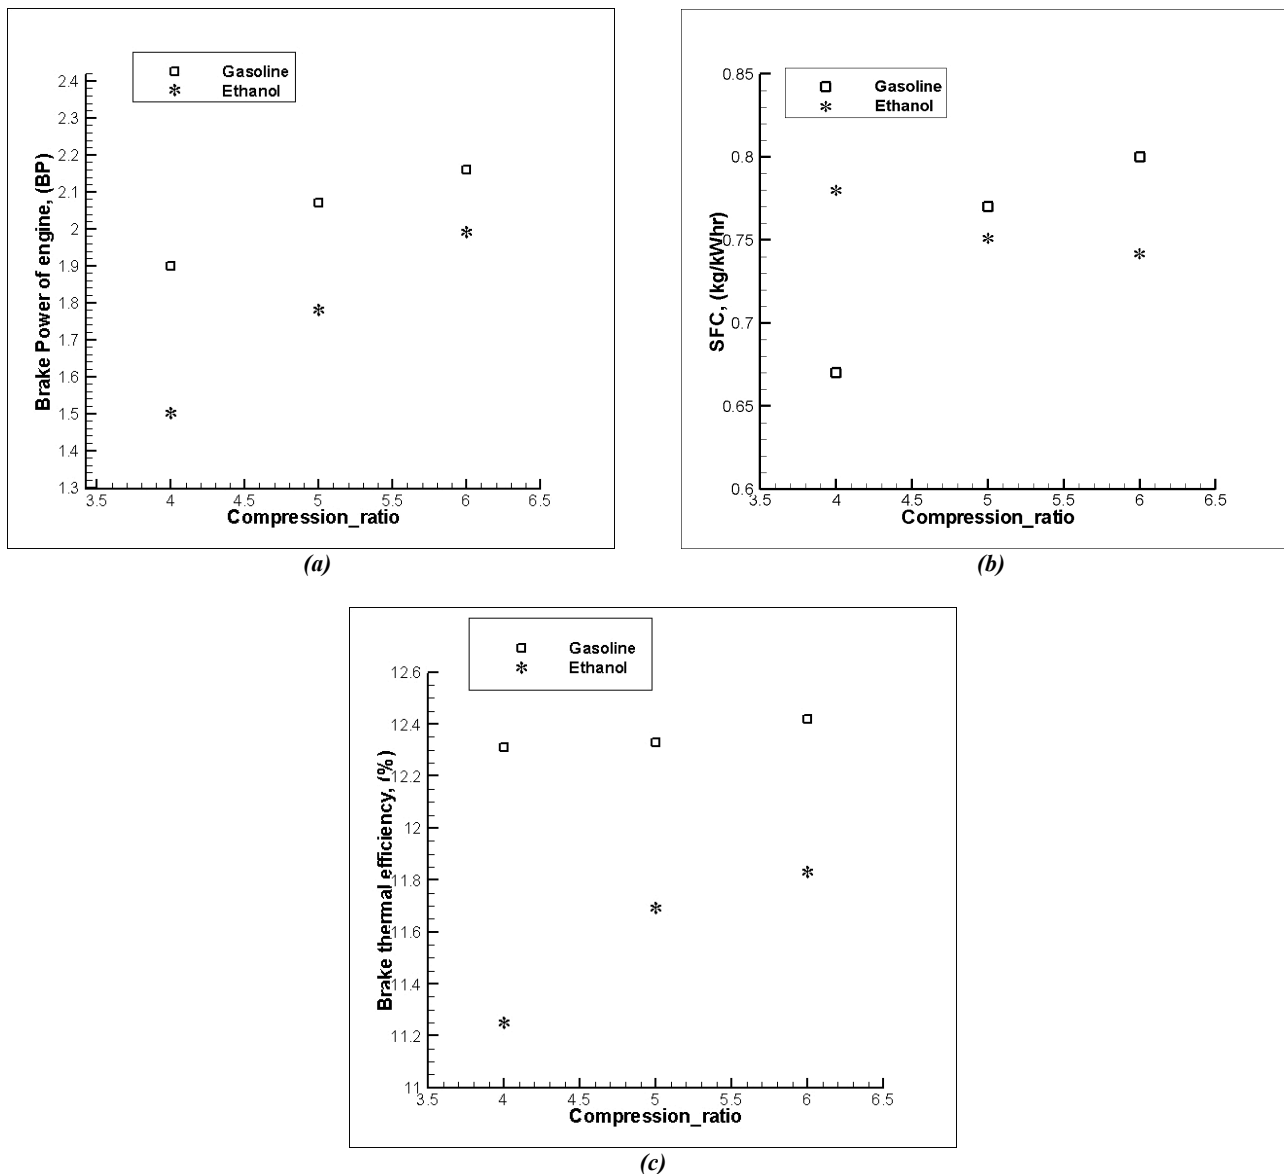 Gasoline
Ethanol
2.4
2.3
2.2
2.1
2
1.9
1.8
1.7
1.6
1.5
1.4
1.3
Brake Power of engine, (BP)
3.5 4 4.5 5 5.5 6 6.5
Compression_ratio
(a)
Gasoline
Ethanol
0.85
0.8
0.75
0.7
0.65
0.6
SFC, (kg/kW/hr)
3.5 4 4.5 5 5.5 6 6.5
Compression_ratio
(b)
Gasoline
Ethanol
12.6
12.4
12.2
12
11.8
11.6
11.4
11.2
11
Brake thermal efficiency, (%)
3.5 4 4.5 5 5.5 6 6.5
Compression_ratio
(c)